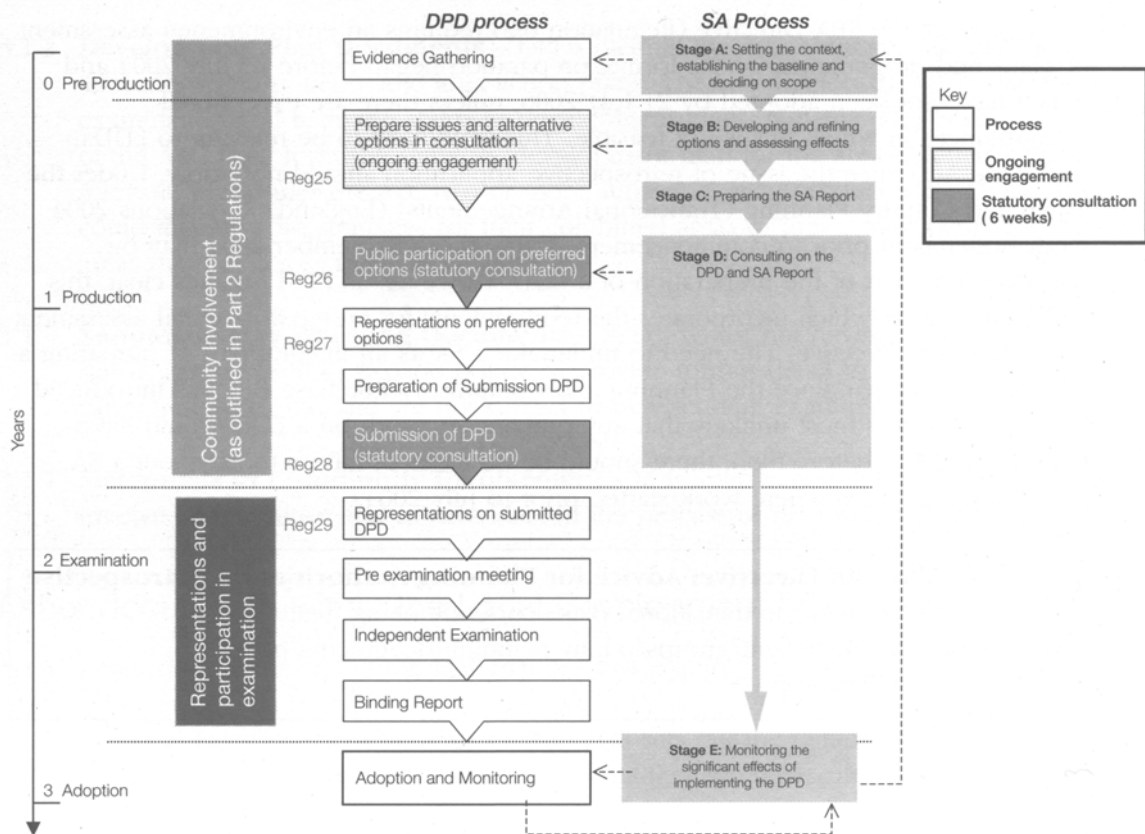 DPD process
SA Process
Evidence Gathering
Stage A: Setting the context,
establishing the baseline and
deciding on scope
0 Pre Production
Key
Process
Ongoing
engagement
Statutory consultation
( 6 weeks)
Prepare issues and alternative
options in consultation
(ongoing engagement)
Reg25
Stage B: Developing and refining
options and assessing effects
Stage C: Preparing the SA Report
Community Involvement
(as outlined in Part 2 Regulations)
Public participation on preferred
options (statutory consultation)
Reg26
Stage D: Consulting on the
DPD and SA Report
1 Production
Representations on preferred
options
Reg27
Preparation of Submission DPD
Years
Submission of DPD
(statutory consultation)
Reg28
Representations and
participation in
examination
Reg29
Representations on submitted
DPD
2 Examination
Pre examination meeting
Independent Examination
Binding Report
Adoption and Monitoring
Stage E: Monitoring the
significant effects of
implementing the DPD
3 Adoption